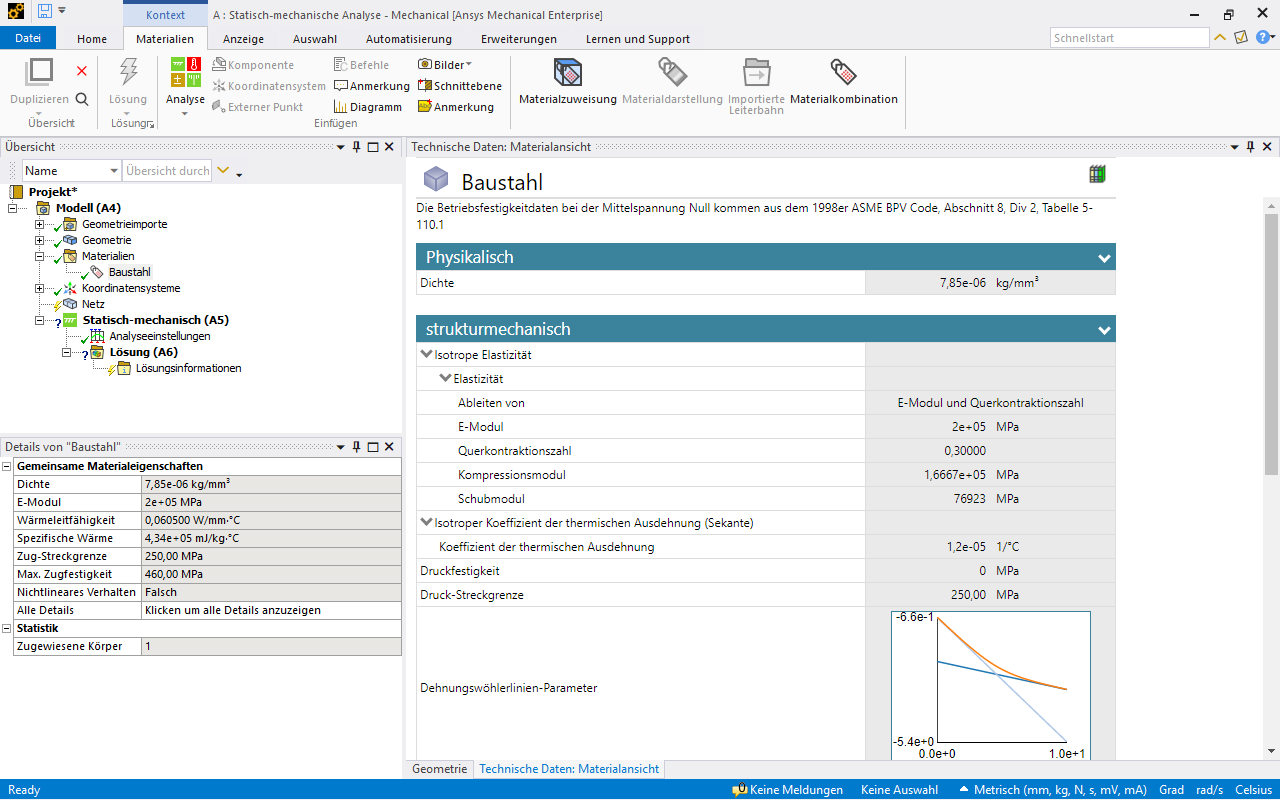 Kontext
A : Statisch-mechanische Analyse - Mechanical [Ansys Mechanical Enterprise]
Datei
Home
Materialien
Anzeige
Auswahl
Automatisierung
Erweiterungen
Lernen und Support
Schnellstart
Duplizieren
Übersicht
Lösung
Lösung
Analyse
Komponente
Koordinatensystem
Externer Punkt
Befehle
Anmerkung
Diagramm
Bilder
Schnittebene
Anmerkung
Einfügen
Materialzuweisung
Materialdarstellung
Importierte
Leiterbahn
Materialkombination
Übersicht
Name
Übersicht durch
Projekt*
Modell (A4)
Geometrieimporte
Geometrie
Materialien
Baustahl
Koordinatensysteme
Netz
Statisch-mechanisch (A5)
Analyseeinstellungen
Lösung (A6)
Lösungsinformationen
Details von "Baustahl"
Gemeinsame Materialeigenschaften
Dichte 7,85e-06 kg/mm³
E-Modul 2e+05 MPa
Wärmeleitfähigkeit 0,060500 W/mm·°C
Spezifische Wärme 4,34e+05 mJ/kg·°C
Zug-Streckgrenze 250,00 MPa
Max. Zugfestigkeit 460,00 MPa
Nichtlineares Verhalten Falsch
Alle Details Klicken um alle Details anzuzeigen
Statistik
Zugewiesene Körper 1
Technische Daten: Materialansicht
Baustahl
Die Betriebsfestigkeitdaten bei der Mittelspannung Null kommen aus dem 1998er ASME BPV Code, Abschnitt 8, Div 2, Tabelle 5-
110.1
Physikalisch
Dichte 7,85e-06 kg/mm³
strukturmechanisch
Isotrope Elastizität
Elastizität
Ableiten von E-Modul und Querkontraktionszahl
E-Modul 2e+05 MPa
Querkontraktionszahl 0,30000
Kompressionsmodul 1,6667e+05 MPa
Schubmodul 76923 MPa
Isotroper Koeffizient der thermischen Ausdehnung (Sekante)
Koeffizient der thermischen Ausdehnung 1,2e-05 1/°C
Druckfestigkeit 0 MPa
Druck-Streckgrenze 250,00 MPa
Dehnungswöhlerlinien-Parameter
-6.6e-1
-5.4e+0
0.0e+0 1.0e+1
Geometrie
Technische Daten: Materialansicht
Ready
0
Keine Meldungen
Keine Auswahl
Metrisch (mm, kg, N, s, mV, mA)
Grad
rad/s
Celsius